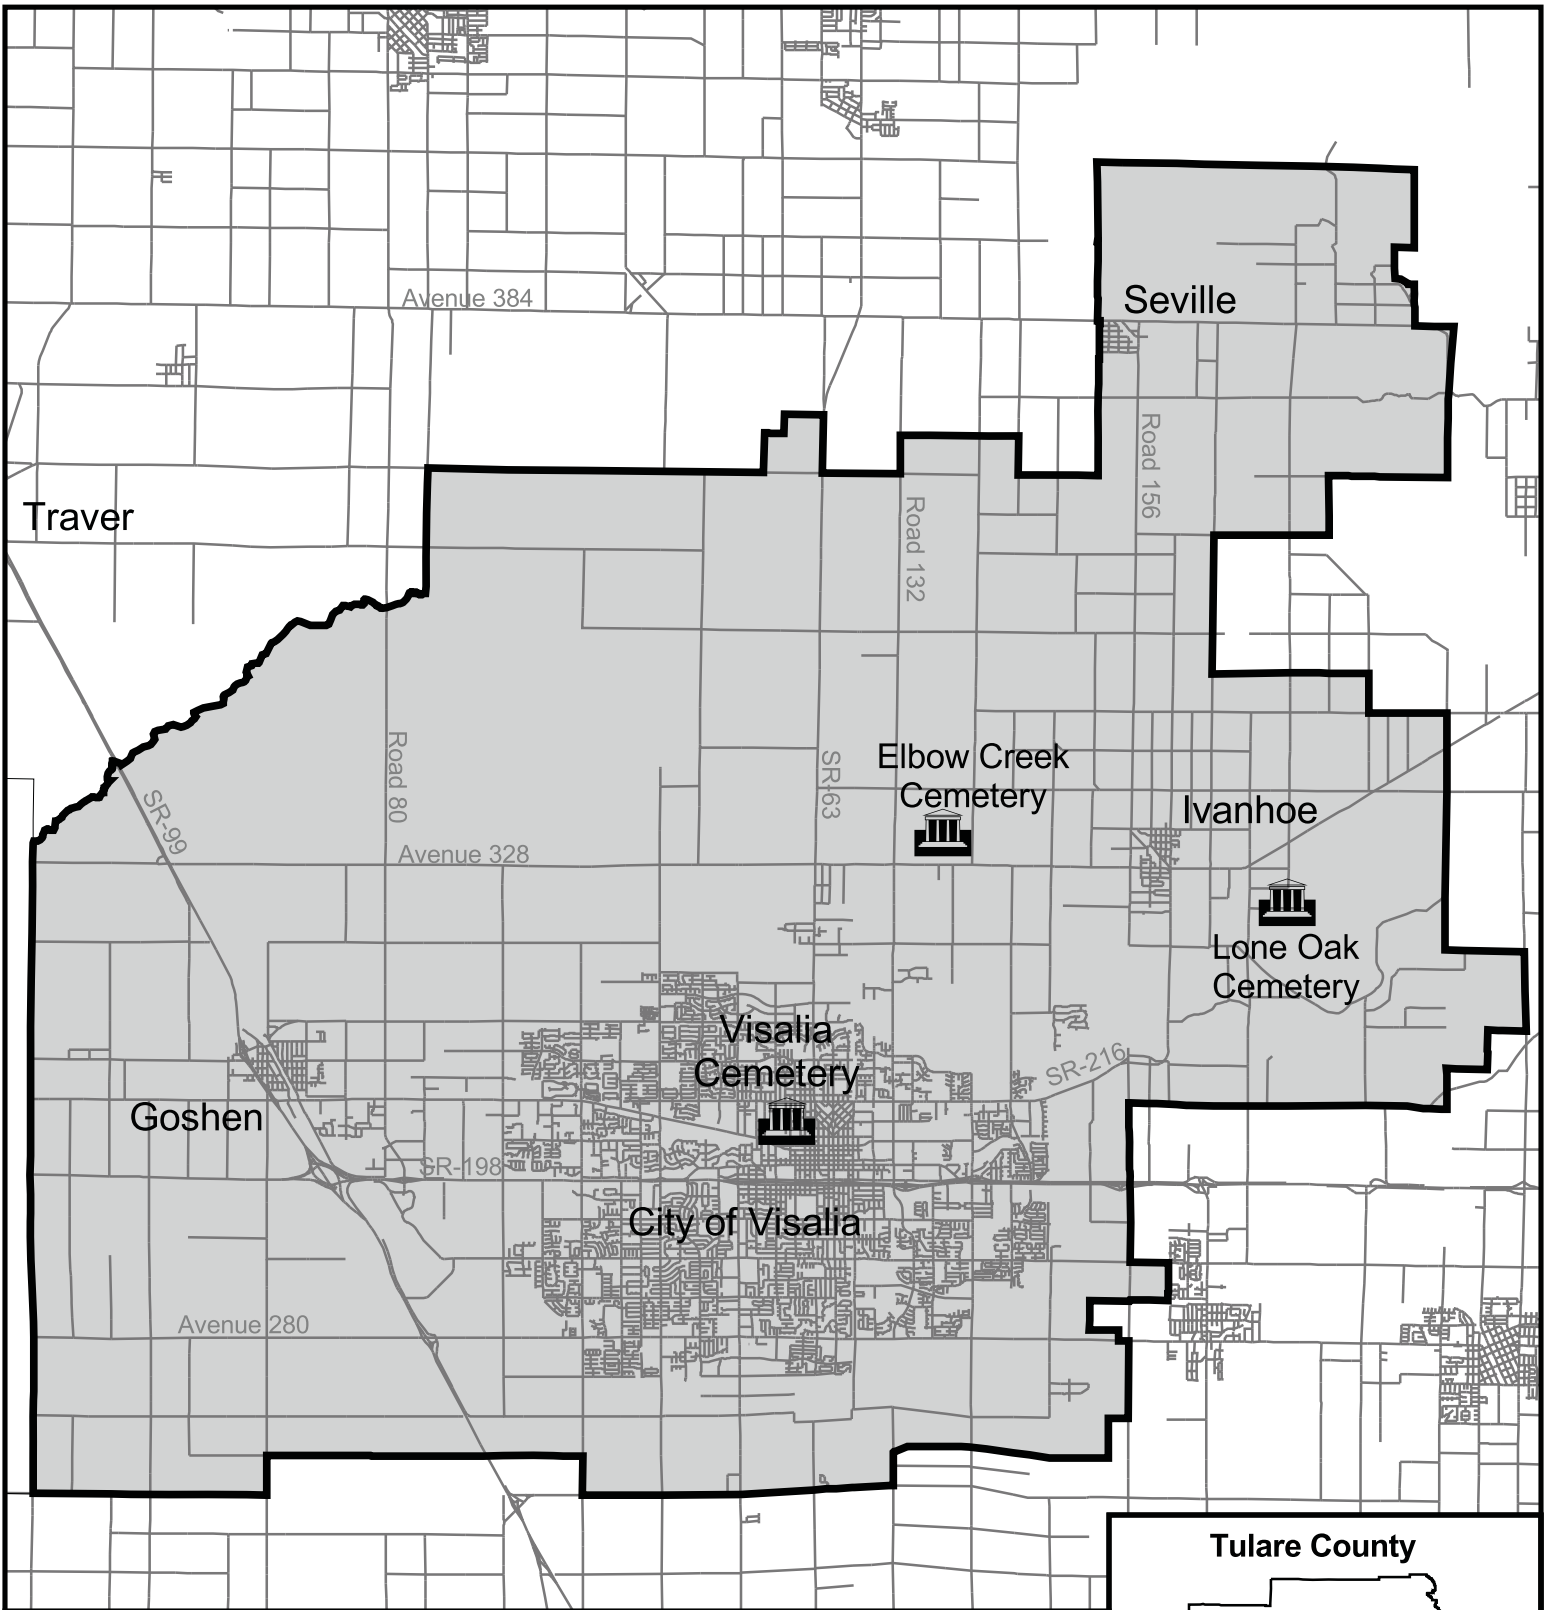 Avenue 384
Seville
Road 156
Traver
Road 132
Road 80
SR-63
Elbow Creek
Cemetery
SR-99
Ivanhoe
Avenue 328
Lone Oak
Cemetery
Visalia
Cemetery
SR-216
Goshen
SR-198
City of Visalia
Avenue 280
Tulare County